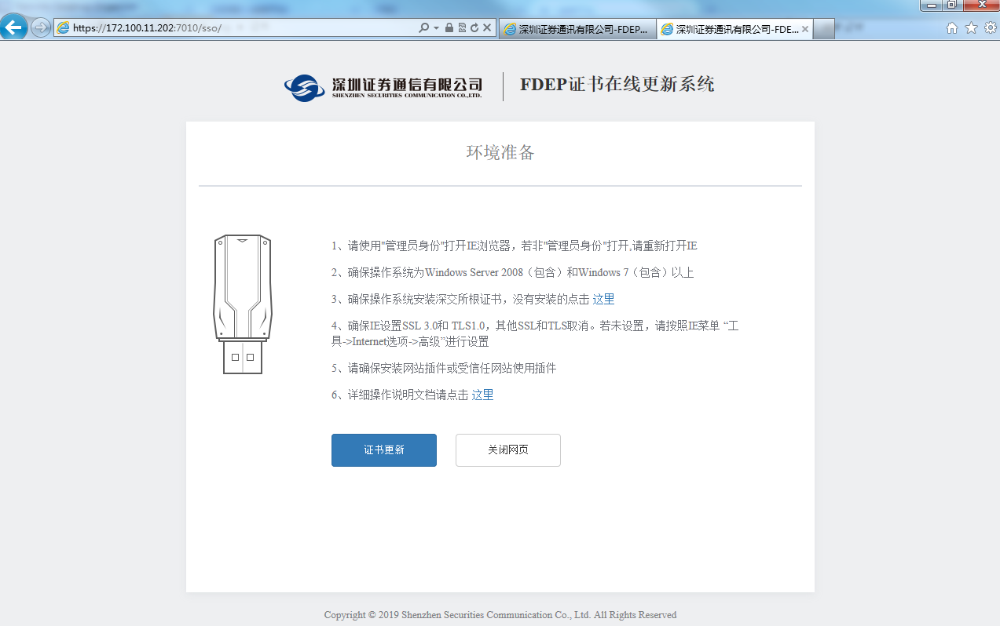 https://172.100.11.202:7010/sso/
深圳证券通讯有限公司-FDEP...
深圳证券通讯有限公司-FDE...
深圳证券通信有限公司
SHENZHEN SECURITIES COMMUNICATION CO.,LTD.
FDEP证书在线更新系统
环境准备
1、请使用"管理员身份"打开IE浏览器，若非"管理员身份"打开,请重新打开IE
2、确保操作系统为Windows Server 2008（包含）和Windows 7（包含）以上
3、确保操作系统安装深交所根证书，没有安装的点击 这里
4、确保IE设置SSL 3.0和 TLS1.0，其他SSL和TLS取消。若未设置，请按照IE菜单 “工
具->Internet选项->高级”进行设置
5、请确保安装网站插件或受信任网站使用插件
6、详细操作说明文档请点击 这里
证书更新
关闭网页
Copyright © 2019 Shenzhen Securities Communication Co., Ltd. All Rights Reserved